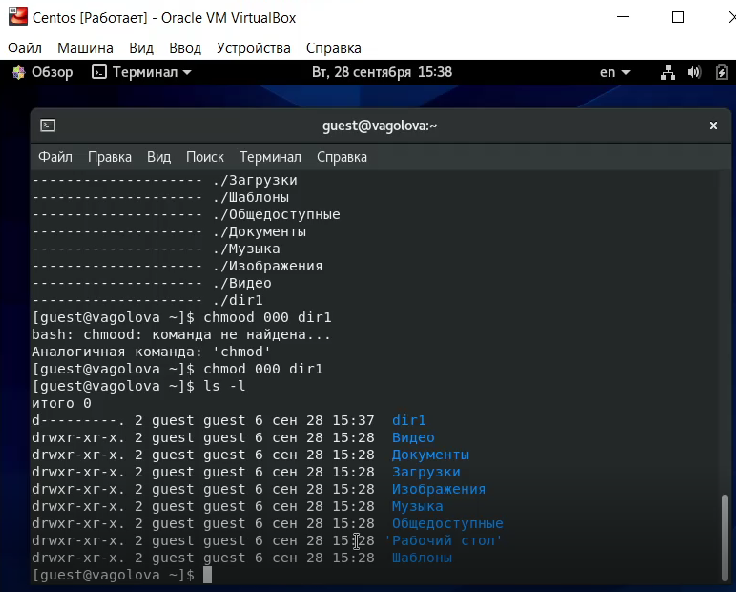 Centos [Работает] - Oracle VM VirtualBox
Файл Машина Вид Ввод Устройства Справка
Обзор Терминал Вт, 28 сентября 15:38 en
guest@vagolova:~
Файл Правка Вид Поиск Терминал Справка
-------------------- ./Загрузки
-------------------- ./Шаблоны
-------------------- ./Общедоступные
-------------------- ./Документы
-------------------- ./Музыка
-------------------- ./Изображения
-------------------- ./Видео
-------------------- ./dir1
[guest@vagolova ~]$ chmood 000 dir1
bash: chmood: команда не найдена...
Аналогичная команда: 'chmod'
[guest@vagolova ~]$ chmod 000 dir1
[guest@vagolova ~]$ ls -l
итого 0
d---------. 2 guest guest 6 сен 28 15:37 dir1
drwxr-xr-x. 2 guest guest 6 сен 28 15:28 Видео
drwxr-xr-x. 2 guest guest 6 сен 28 15:28 Документы
drwxr-xr-x. 2 guest guest 6 сен 28 15:28 Загрузки
drwxr-xr-x. 2 guest guest 6 сен 28 15:28 Изображения
drwxr-xr-x. 2 guest guest 6 сен 28 15:28 Музыка
drwxr-xr-x. 2 guest guest 6 сен 28 15:28 Общедоступные
drwxr-xr-x. 2 guest guest 6 сен 28 15:28 'Рабочий стол'
drwxr-xr-x. 2 guest guest 6 сен 28 15:28 Шаблоны
[guest@vagolova ~]$